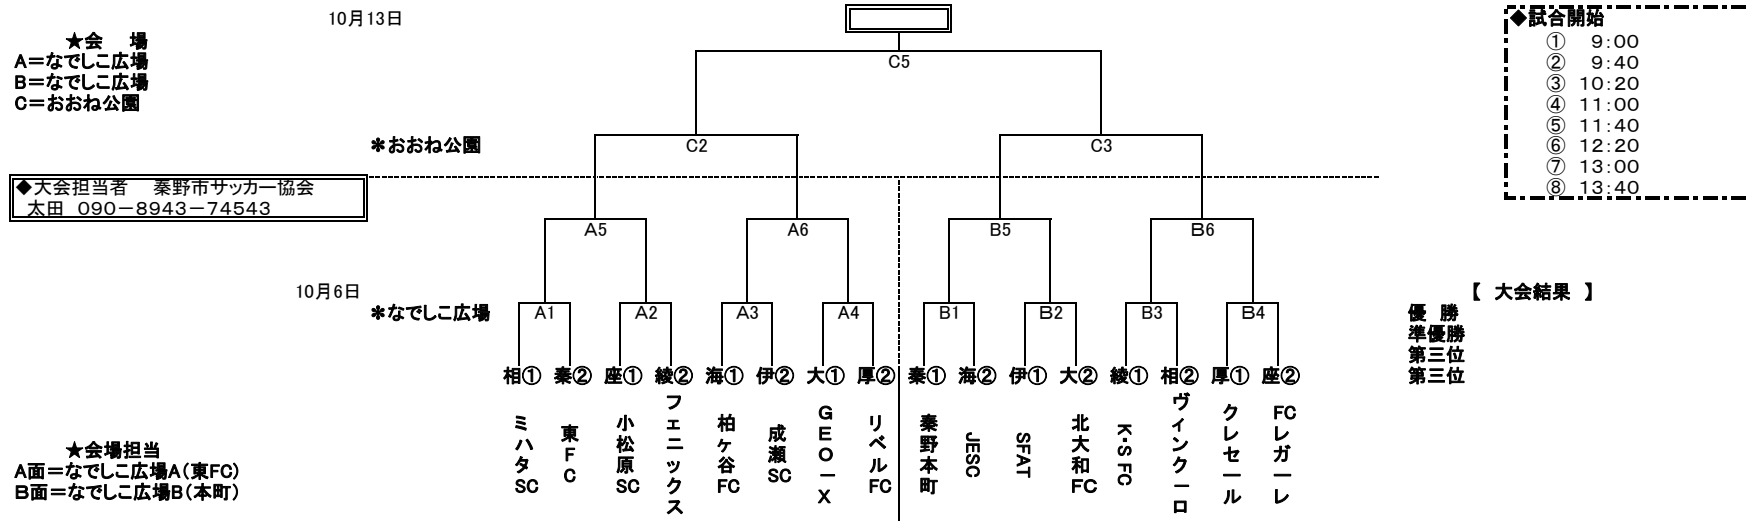 10月13日
◆試合開始
★会　場
A＝なでしこ広場
B＝なでしこ広場
C＝おおね公園
① 9:00
② 9:40
③ 10:20
④ 11:00
⑤ 11:40
⑥ 12:20
⑦ 13:00
⑧ 13:40
C5
＊おおね公園
C2
C3
◆大会担当者　秦野市サッカー協会
太田 090－8943－74543
A5
A6
B5
B6
10月6日
＊なでしこ広場
【 大会結果 】
優 勝
準優勝
第三位
第三位
A1
A2
A3
A4
B1
B2
B3
B4
相① 秦② 座① 綾② 海① 伊② 大① 厚② 秦① 海② 伊① 大② 綾① 相② 厚① 座②
ミハタSC
東FC
小松原SC
フェニックス
柏ヶ谷FC
成瀬SC
GEO－X
リベルFC
秦野本町
JESC
SFAT
北大和FC
K・S FC
ヴィンクーロ
クレセール
FCレガーレ
★会場担当
A面＝なでしこ広場A（東FC）
B面＝なでしこ広場B（本町）